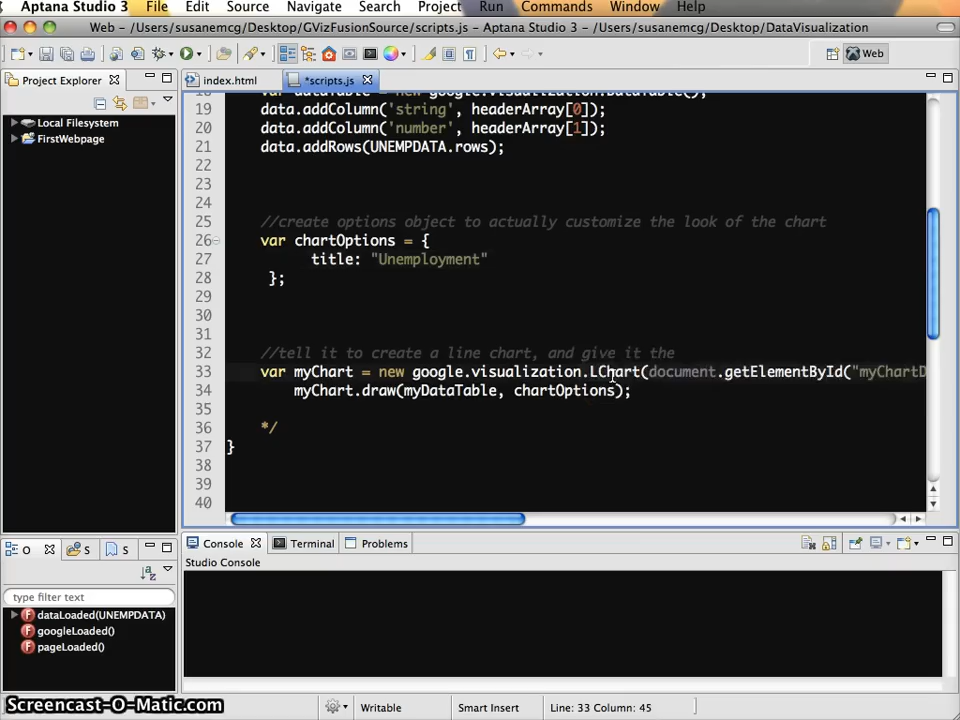 Aptana Studio 3 File Edit Source Navigate Search Project Run Commands Window Help
Web - /Users/susanemcg/Desktop/GVizFusionSource/scripts.js - Aptana Studio 3 - /Users/susanemcg/Desktop/DataVisualization
Web
Project Explorer
index.html
*scripts.js
Local Filesystem
FirstWebpage
18
19 data.addColumn('string', headerArray[0]);
20 data.addColumn('number', headerArray[1]);
21 data.addRows(UNEMPDATA.rows);
22
23
24
25 //create options object to actually customize the look of the chart
26 var chartOptions = {
27 title: "Unemployment"
28 };
29
30
31
32 //tell it to create a line chart, and give it the
33 var myChart = new google.visualization.LChart(document.getElementById("myChartD
34 myChart.draw(myDataTable, chartOptions);
35
36 */
37 }
38
39
40
O S S
type filter text
dataLoaded(UNEMPDATA)
googleLoaded()
pageLoaded()
Console Terminal Problems
Studio Console
Writable Smart Insert Line: 33 Column: 45
Screencast-O-Matic.com